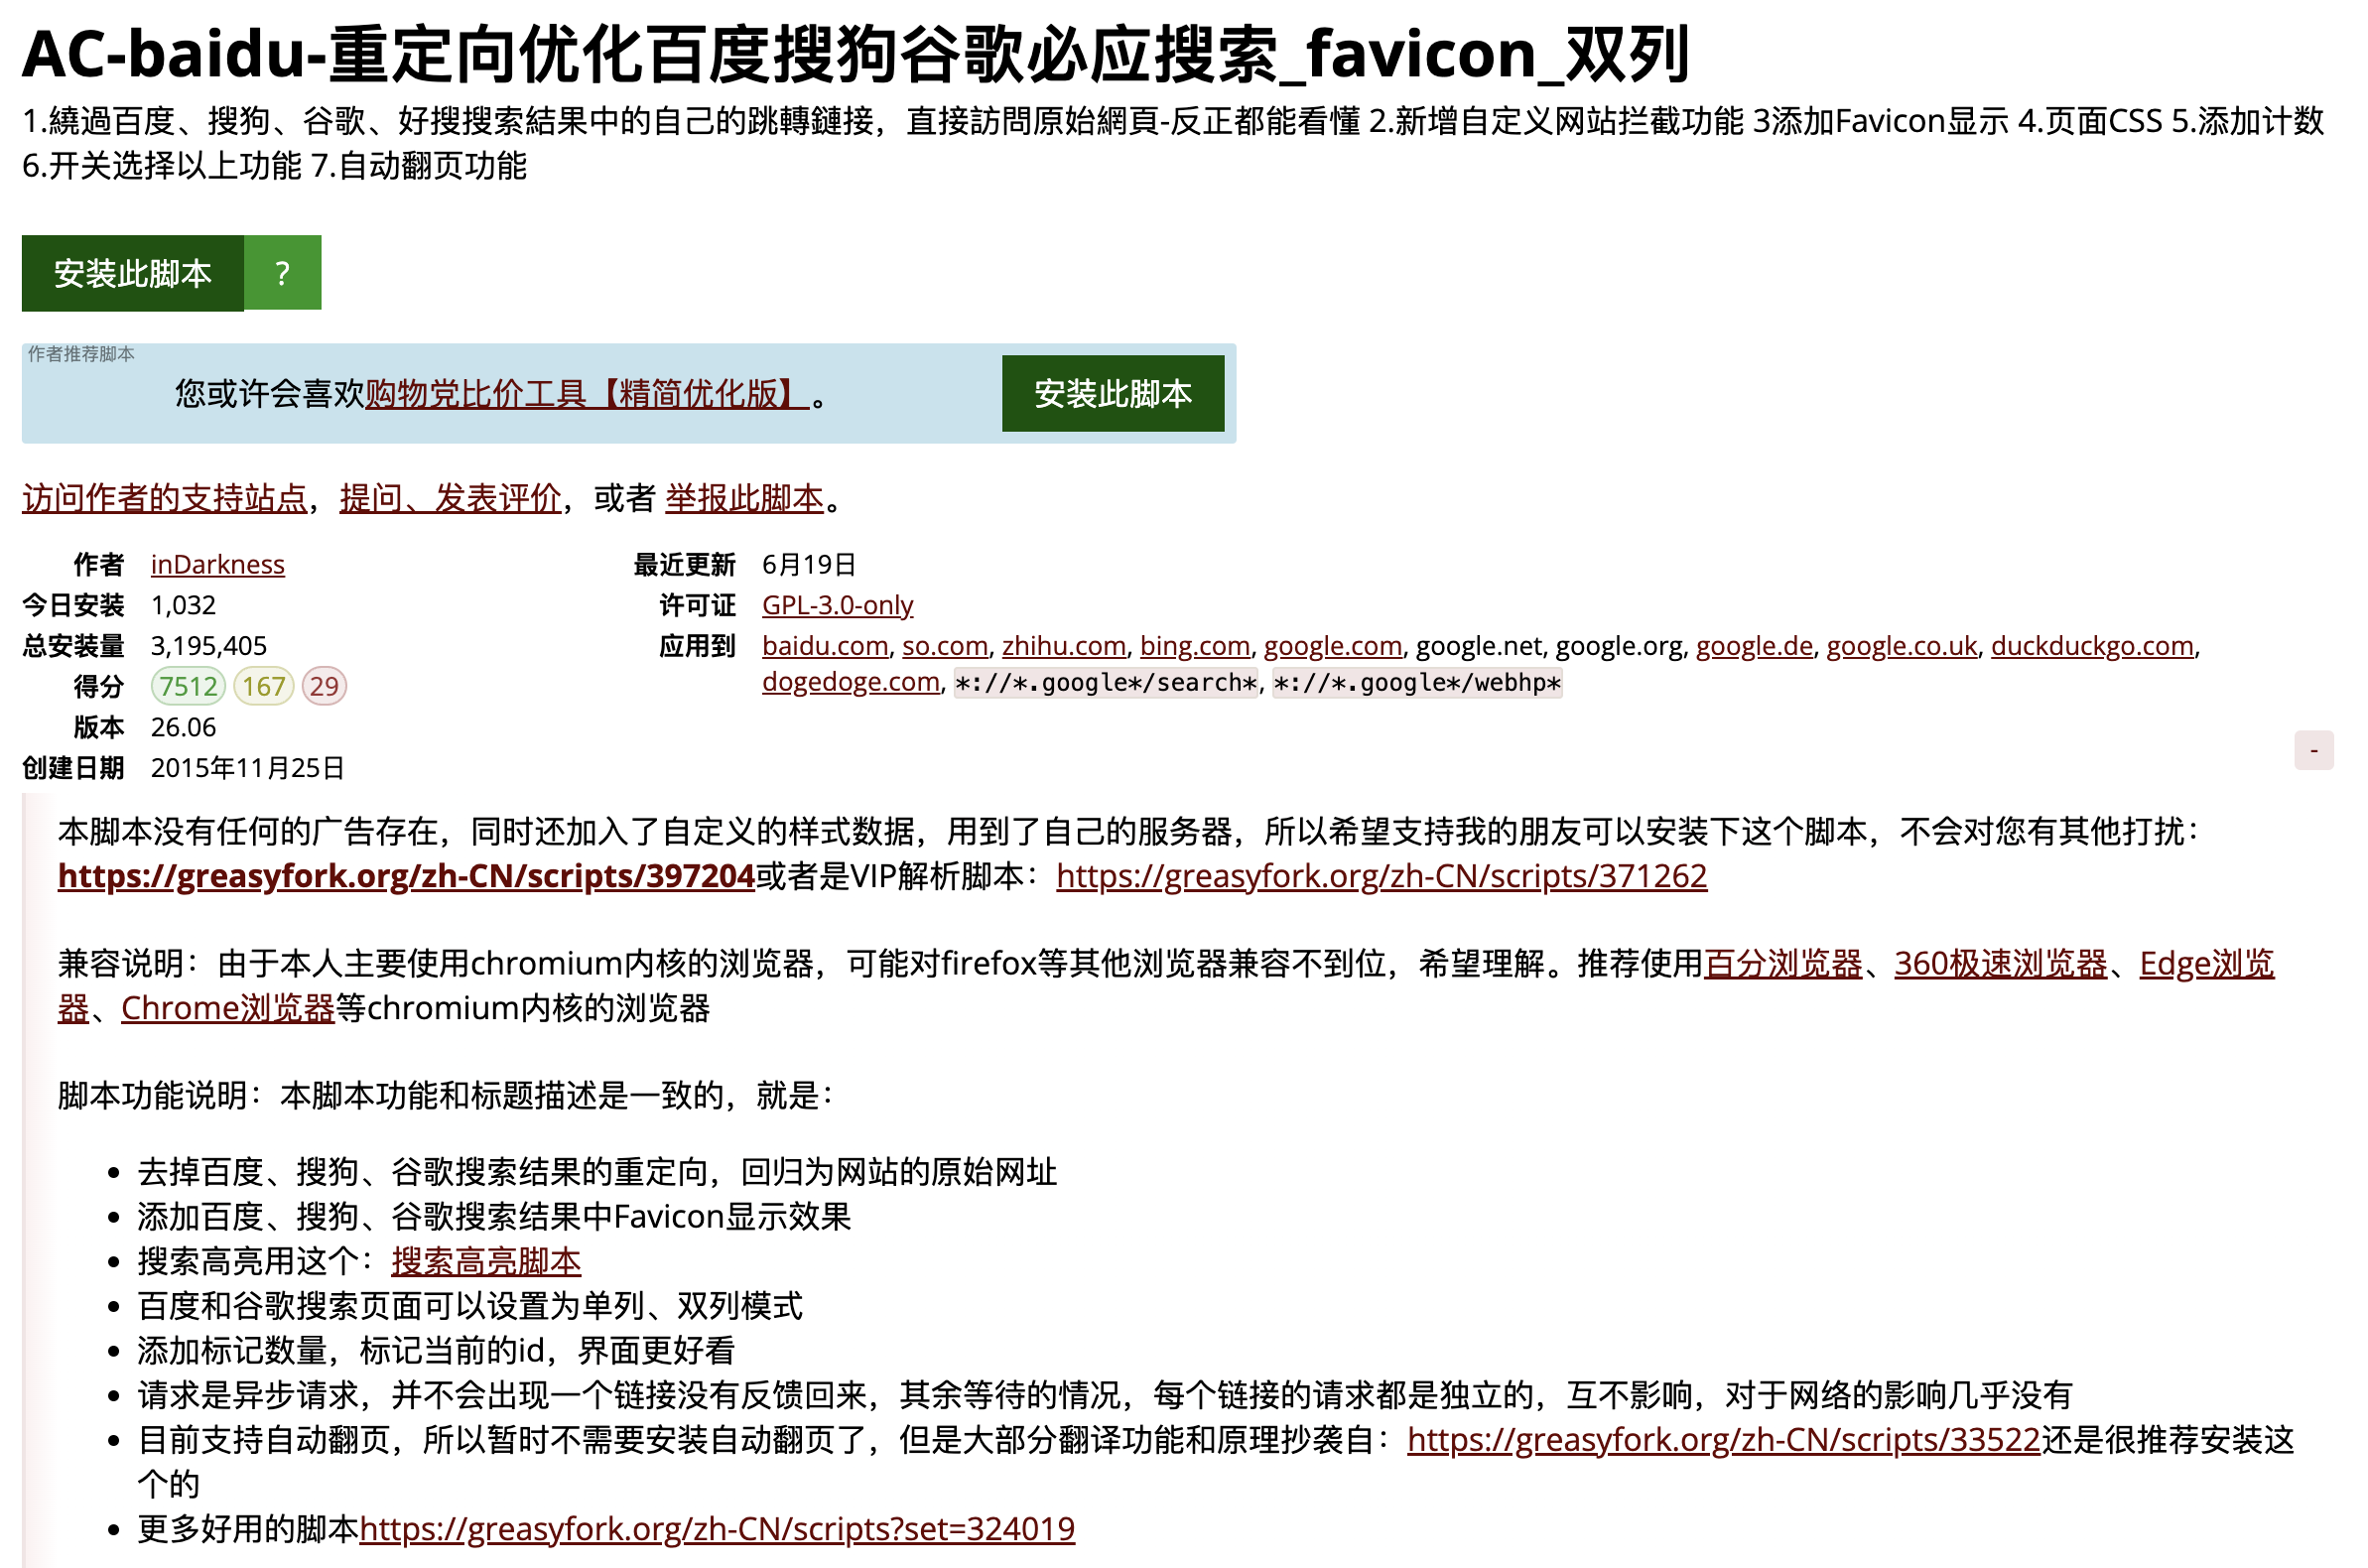 AC-baidu-重定向优化百度搜狗谷歌必应搜索_favicon_双列
1.繞過百度、搜狗、谷歌、好搜搜索結果中的自己的跳轉鏈接，直接訪問原始網頁-反正都能看懂 2.新增自定义网站拦截功能 3添加Favicon显示 4.页面CSS 5.添加计数
6.开关选择以上功能 7.自动翻页功能
安装此脚本 ?
作者推荐脚本
您或许会喜欢购物党比价工具【精简优化版】。 安装此脚本
访问作者的支持站点，提问、发表评价，或者 举报此脚本。
作者 inDarkness
今日安装 1,032
总安装量 3,195,405
得分 7512 167 29
版本 26.06
创建日期 2015年11月25日
最近更新 6月19日
许可证 GPL-3.0-only
应用到 baidu.com, so.com, zhihu.com, bing.com, google.com, google.net, google.org, google.de, google.co.uk, duckduckgo.com,
dogedoge.com, *://*.google*/search*, *://*.google*/webhp*
-
本脚本没有任何的广告存在，同时还加入了自定义的样式数据，用到了自己的服务器，所以希望支持我的朋友可以安装下这个脚本，不会对您有其他打扰：
https://greasyfork.org/zh-CN/scripts/397204或者是VIP解析脚本：https://greasyfork.org/zh-CN/scripts/371262
兼容说明：由于本人主要使用chromium内核的浏览器，可能对firefox等其他浏览器兼容不到位，希望理解。推荐使用百分浏览器、360极速浏览器、Edge浏览
器、Chrome浏览器等chromium内核的浏览器
脚本功能说明：本脚本功能和标题描述是一致的，就是：
• 去掉百度、搜狗、谷歌搜索结果的重定向，回归为网站的原始网址
• 添加百度、搜狗、谷歌搜索结果中Favicon显示效果
• 搜索高亮用这个：搜索高亮脚本
• 百度和谷歌搜索页面可以设置为单列、双列模式
• 添加标记数量，标记当前的id，界面更好看
• 请求是异步请求，并不会出现一个链接没有反馈回来，其余等待的情况，每个链接的请求都是独立的，互不影响，对于网络的影响几乎没有
• 目前支持自动翻页，所以暂时不需要安装自动翻页了，但是大部分翻译功能和原理抄袭自：https://greasyfork.org/zh-CN/scripts/33522还是很推荐安装这
个的
• 更多好用的脚本https://greasyfork.org/zh-CN/scripts?set=324019